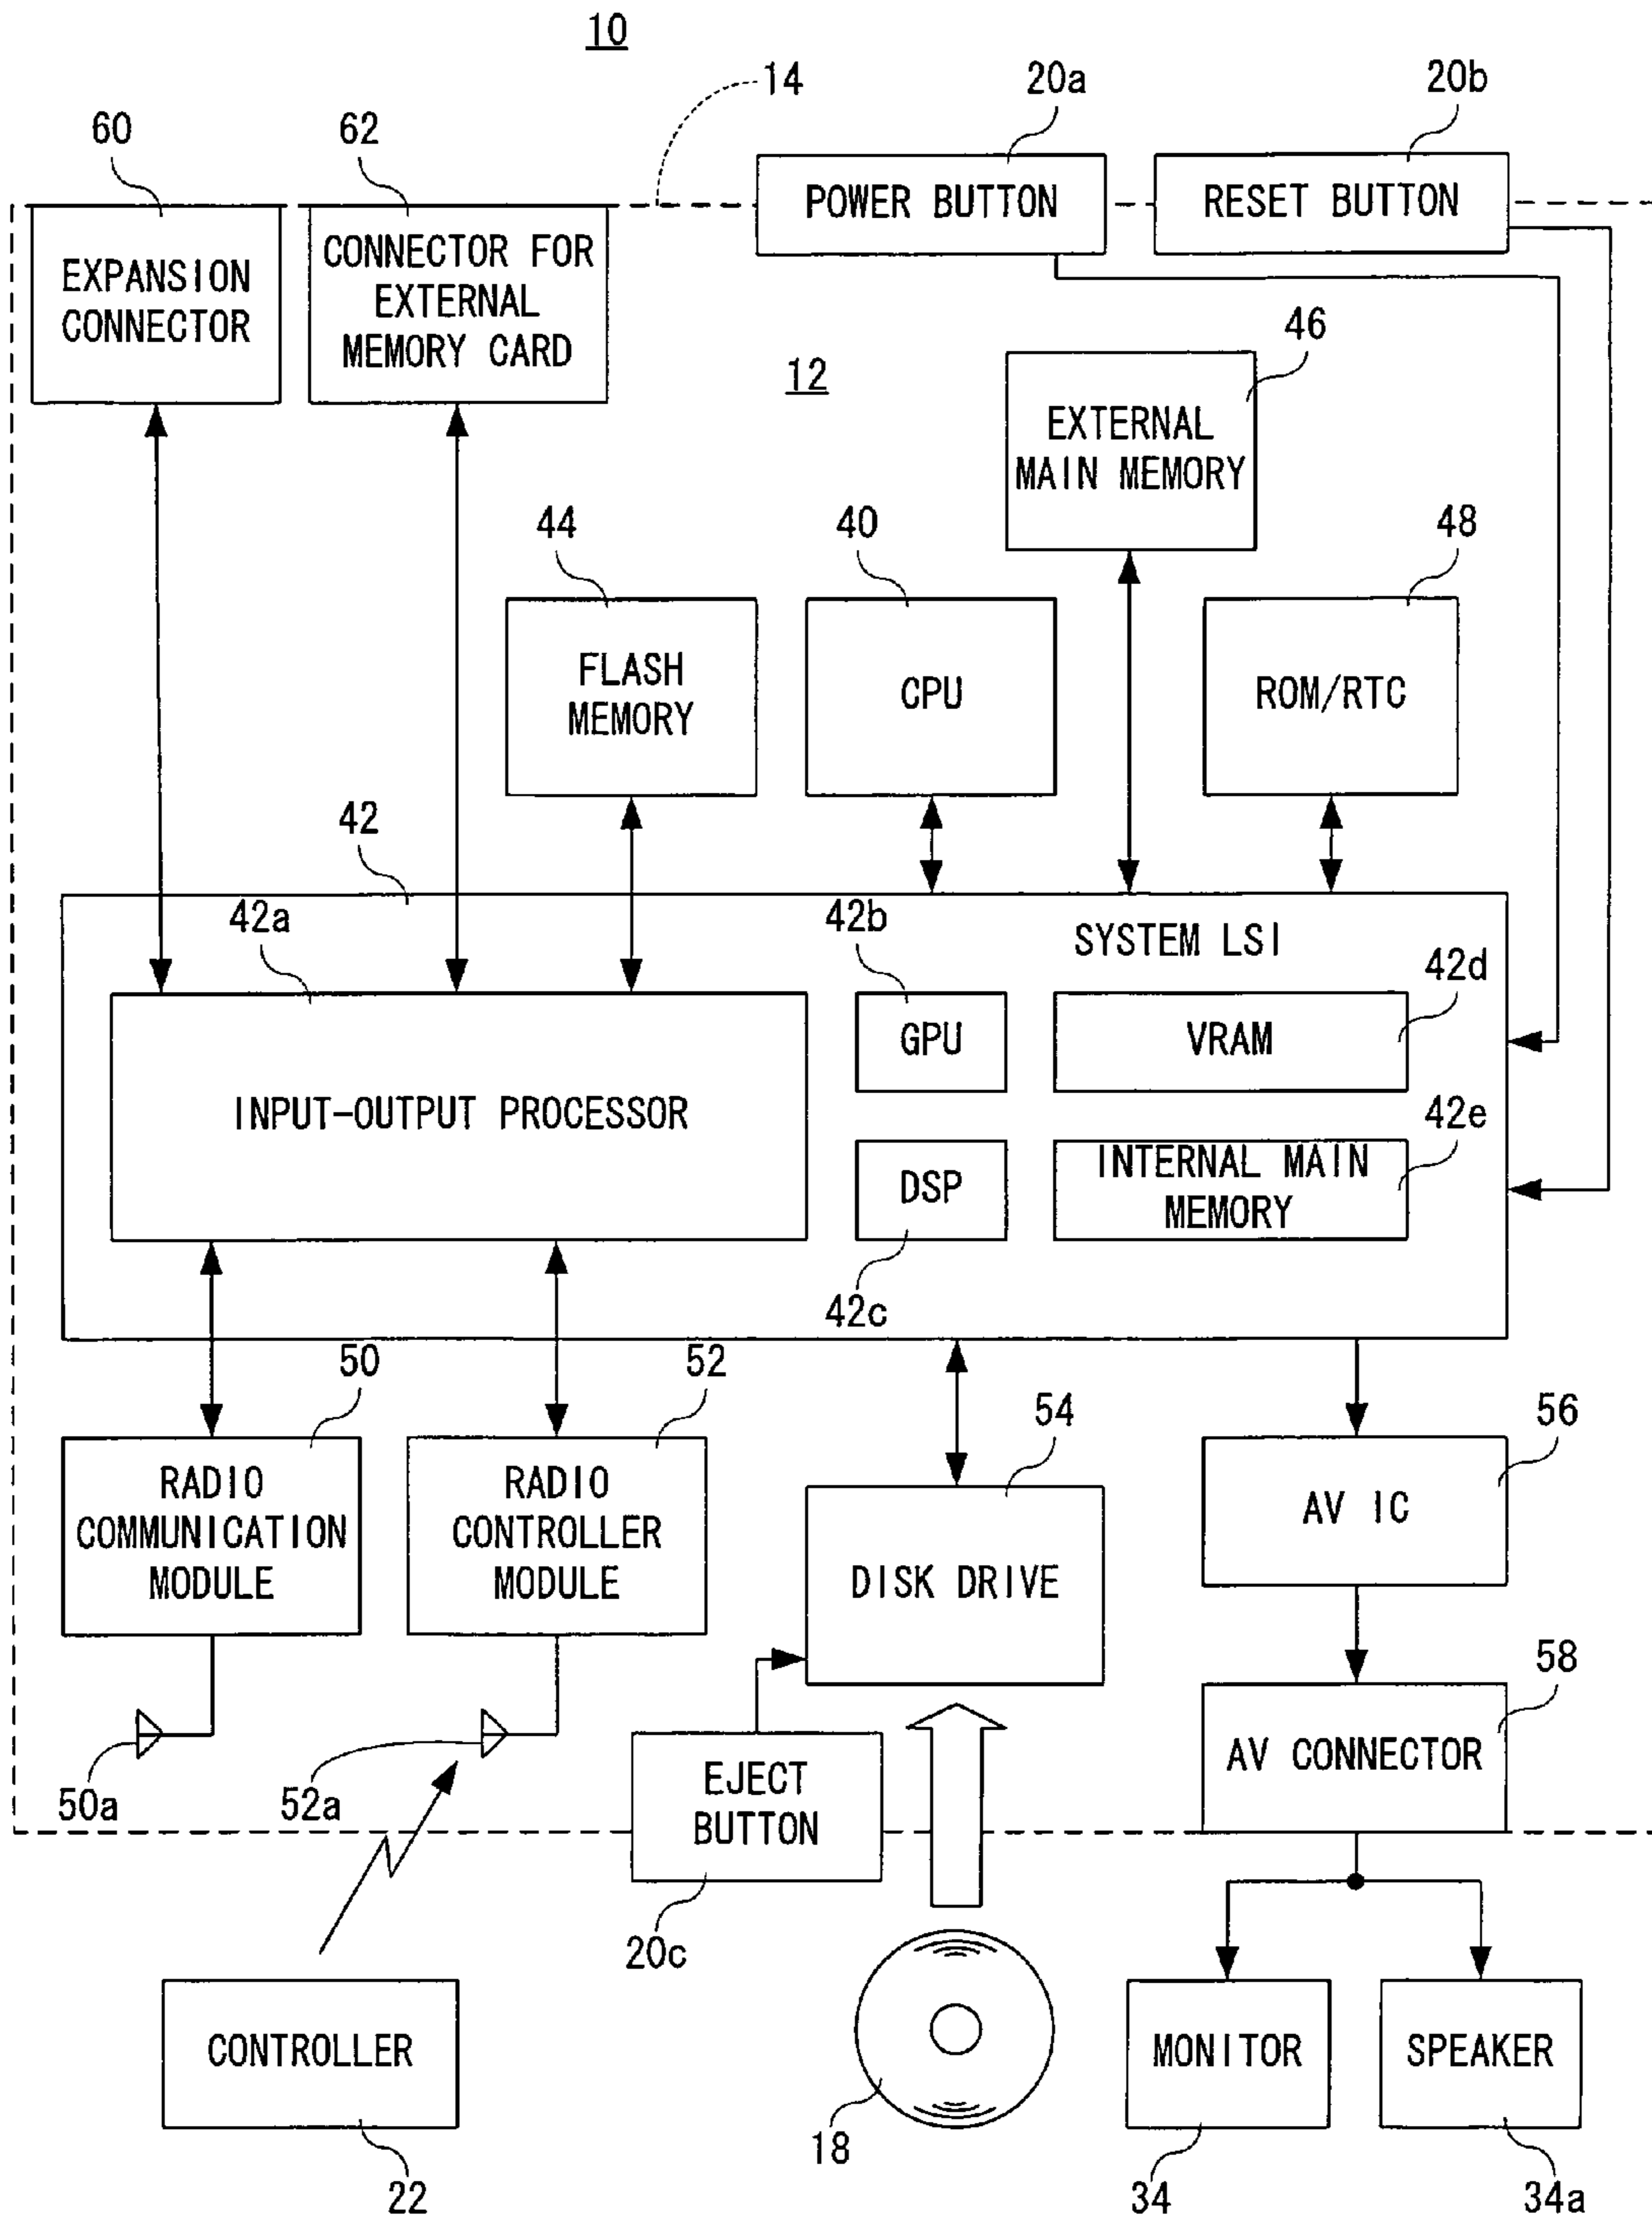 10
14
20a
20b
60
62
POWER BUTTON
RESET BUTTON
EXPANSION
CONNECTOR
CONNECTOR FOR
EXTERNAL
MEMORY CARD
12
46
EXTERNAL
MAIN MEMORY
44
40
48
FLASH
MEMORY
CPU
ROM/RTC
42
42a
42b
SYSTEM LSI
42d
INPUT-OUTPUT PROCESSOR
GPU
VRAM
42e
DSP
INTERNAL MAIN
MEMORY
42c
50
52
54
56
RADIO
COMMUNICATION
MODULE
RADIO
CONTROLLER
MODULE
DISK DRIVE
AV IC
58
50a
52a
EJECT
BUTTON
AV CONNECTOR
20c
CONTROLLER
18
MONITOR
SPEAKER
22
34
34a